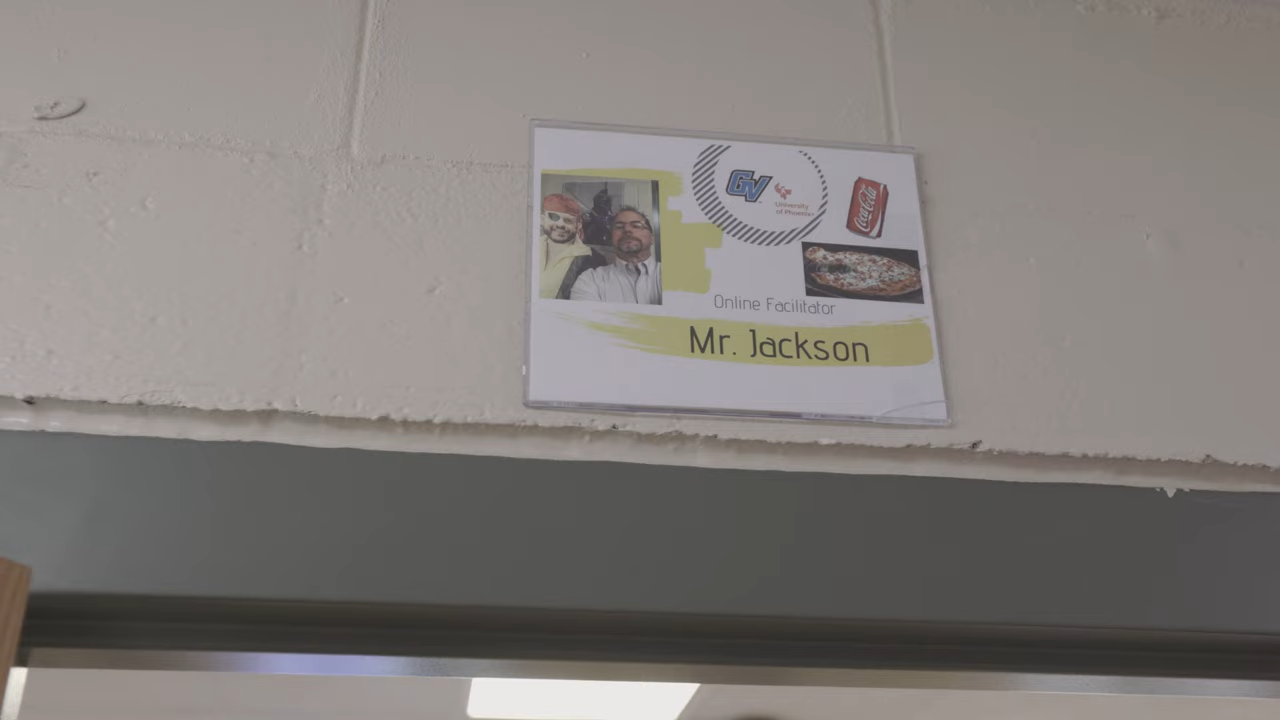 GV
University
of Phoenix
Coca-Cola
Online Facilitator
Mr. Jackson